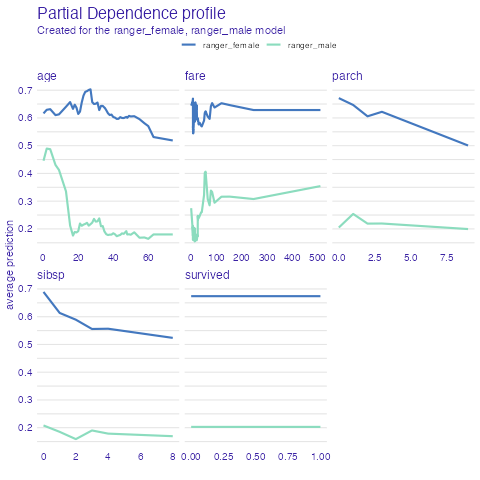 Partial Dependence profile
Created for the ranger_female, ranger_male model
ranger_female ranger_male
age fare parch
0.7
0.6
0.5
0.4
0.3
0.2
0 20 40 60 0 100 200 300 400 500 0.0 2.5 5.0 7.5
average prediction
sibsp survived
0.7
0.6
0.5
0.4
0.3
0.2
0 2 4 6 8 0.00 0.25 0.50 0.75 1.00